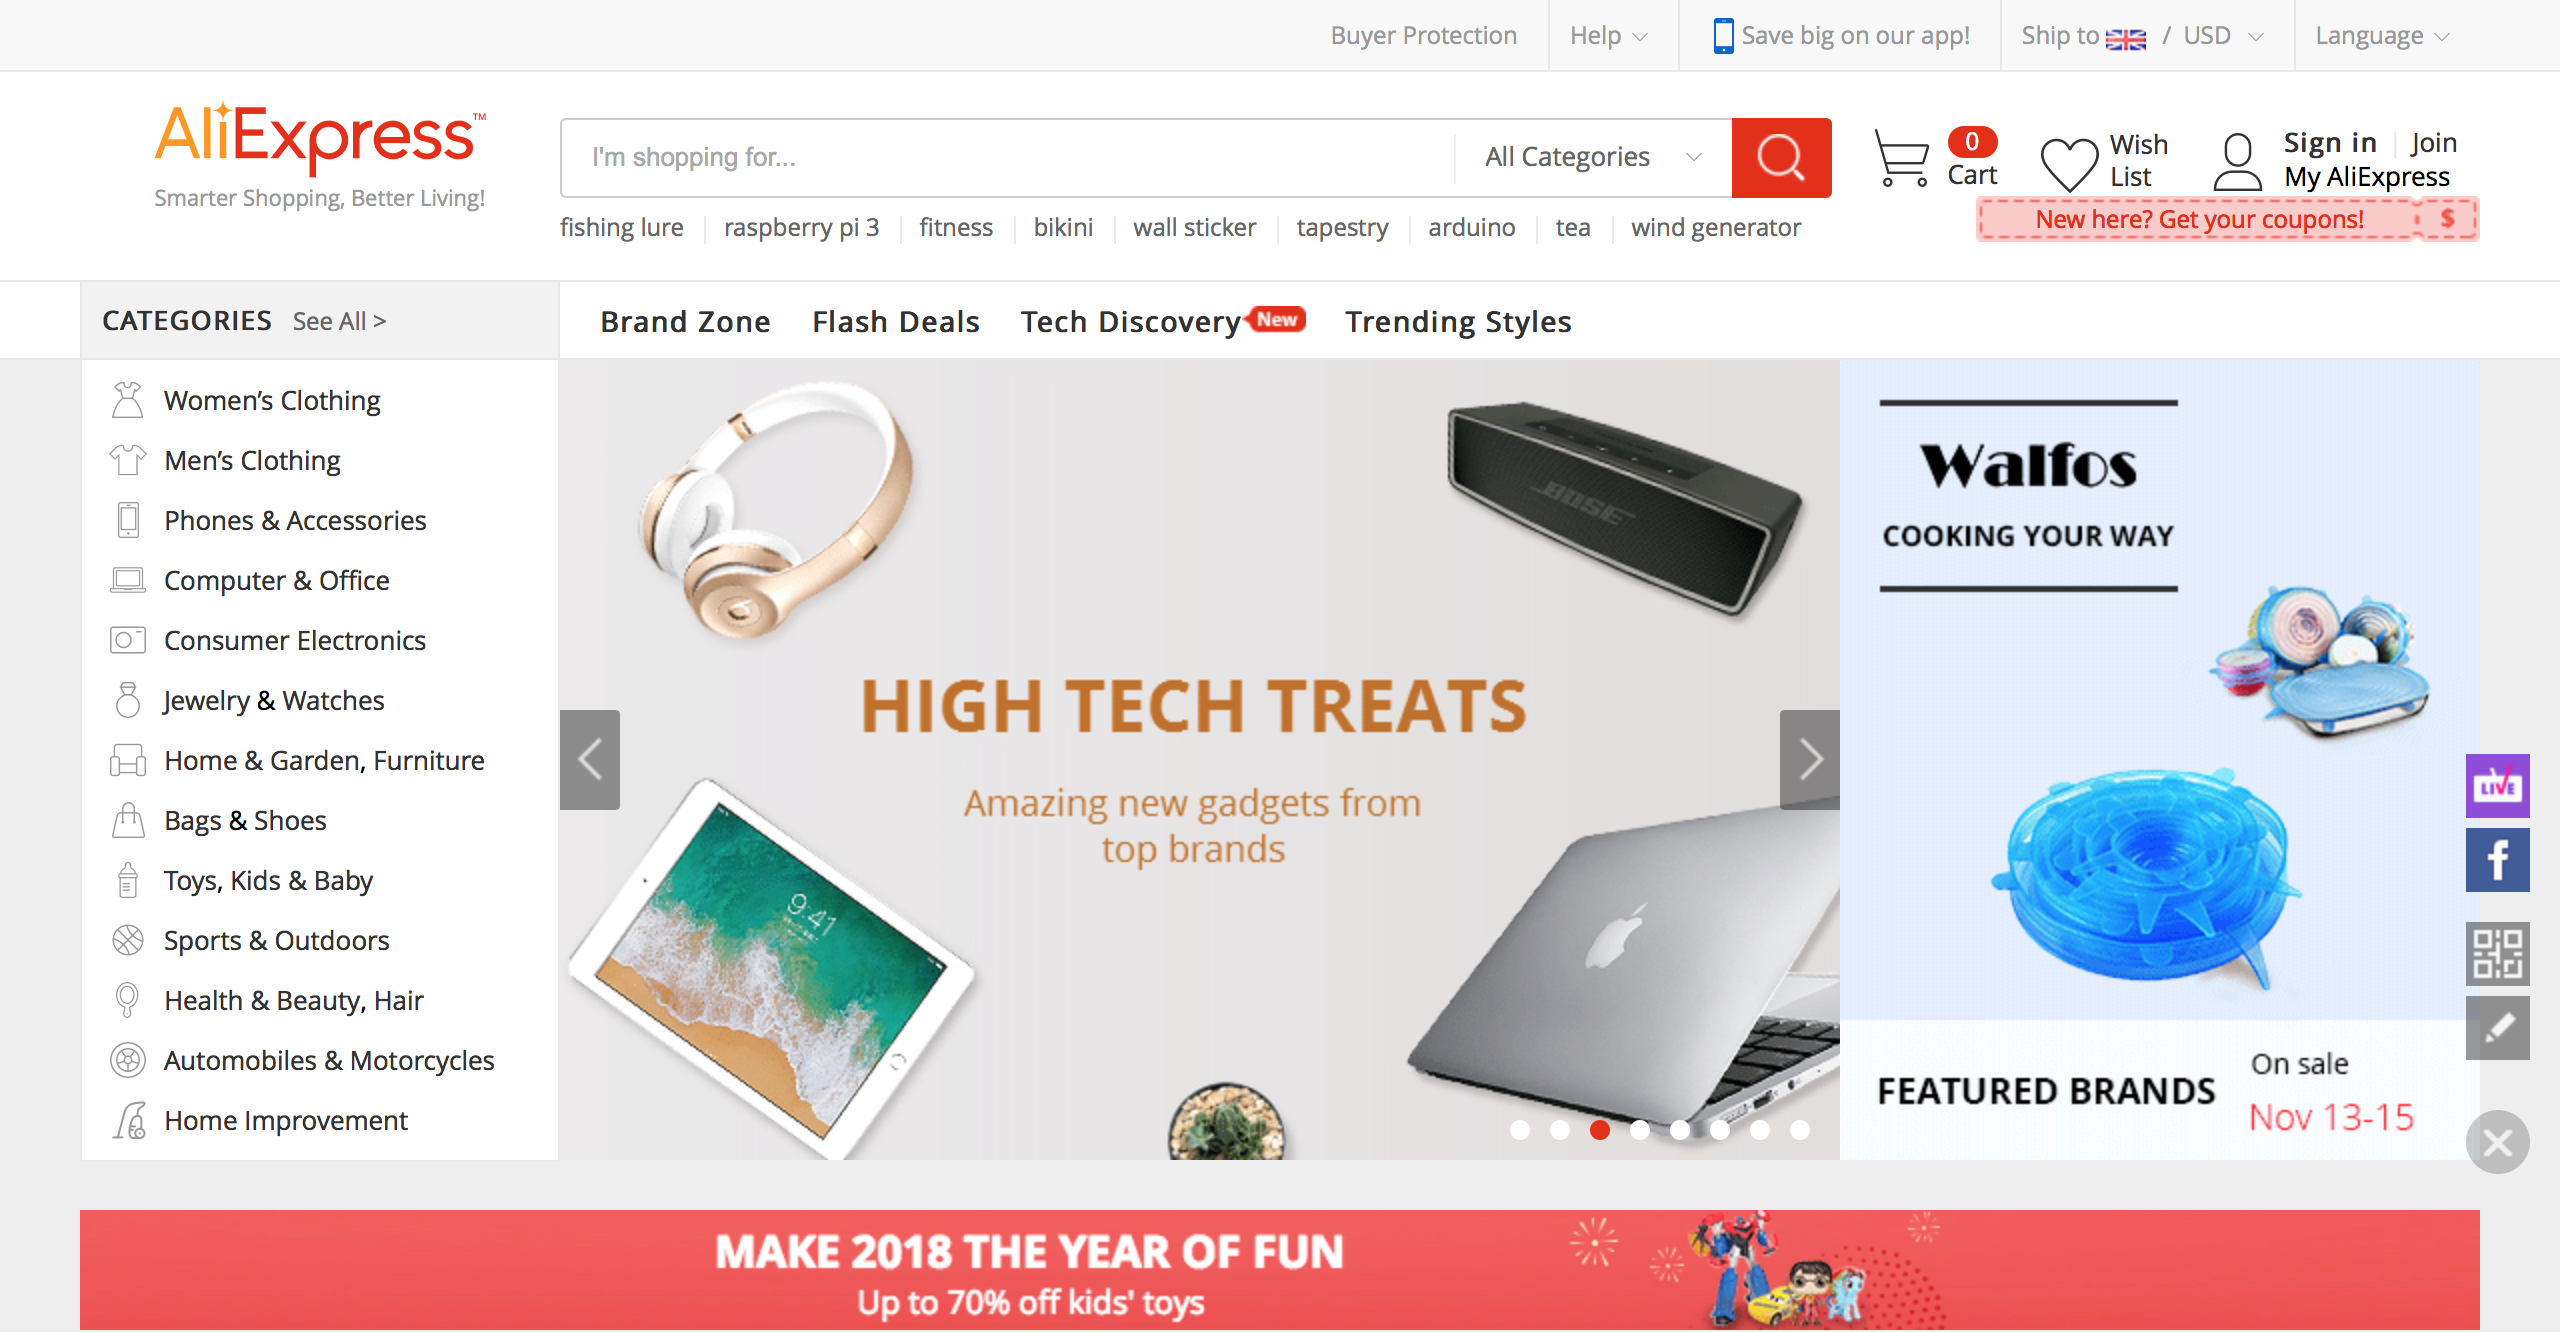 Buyer Protection
Help
Save big on our app!
Ship to / USD
Language
AliExpress™
Smarter Shopping, Better Living!
I'm shopping for...
All Categories
0
Cart
Wish
List
Sign in
Join
My AliExpress
New here? Get your coupons! $
fishing lure
raspberry pi 3
fitness
bikini
wall sticker
tapestry
arduino
tea
wind generator
CATEGORIES See All >
Brand Zone
Flash Deals
Tech Discovery New
Trending Styles
Women's Clothing
Men's Clothing
Phones & Accessories
Computer & Office
Consumer Electronics
Jewelry & Watches
Home & Garden, Furniture
Bags & Shoes
Toys, Kids & Baby
Sports & Outdoors
Health & Beauty, Hair
Automobiles & Motorcycles
Home Improvement
BOSE
HIGH TECH TREATS
Amazing new gadgets from
top brands
9:41
Walfos
COOKING YOUR WAY
FEATURED BRANDS
On sale
Nov 13-15
LIVE
f
MAKE 2018 THE YEAR OF FUN
Up to 70% off kids' toys